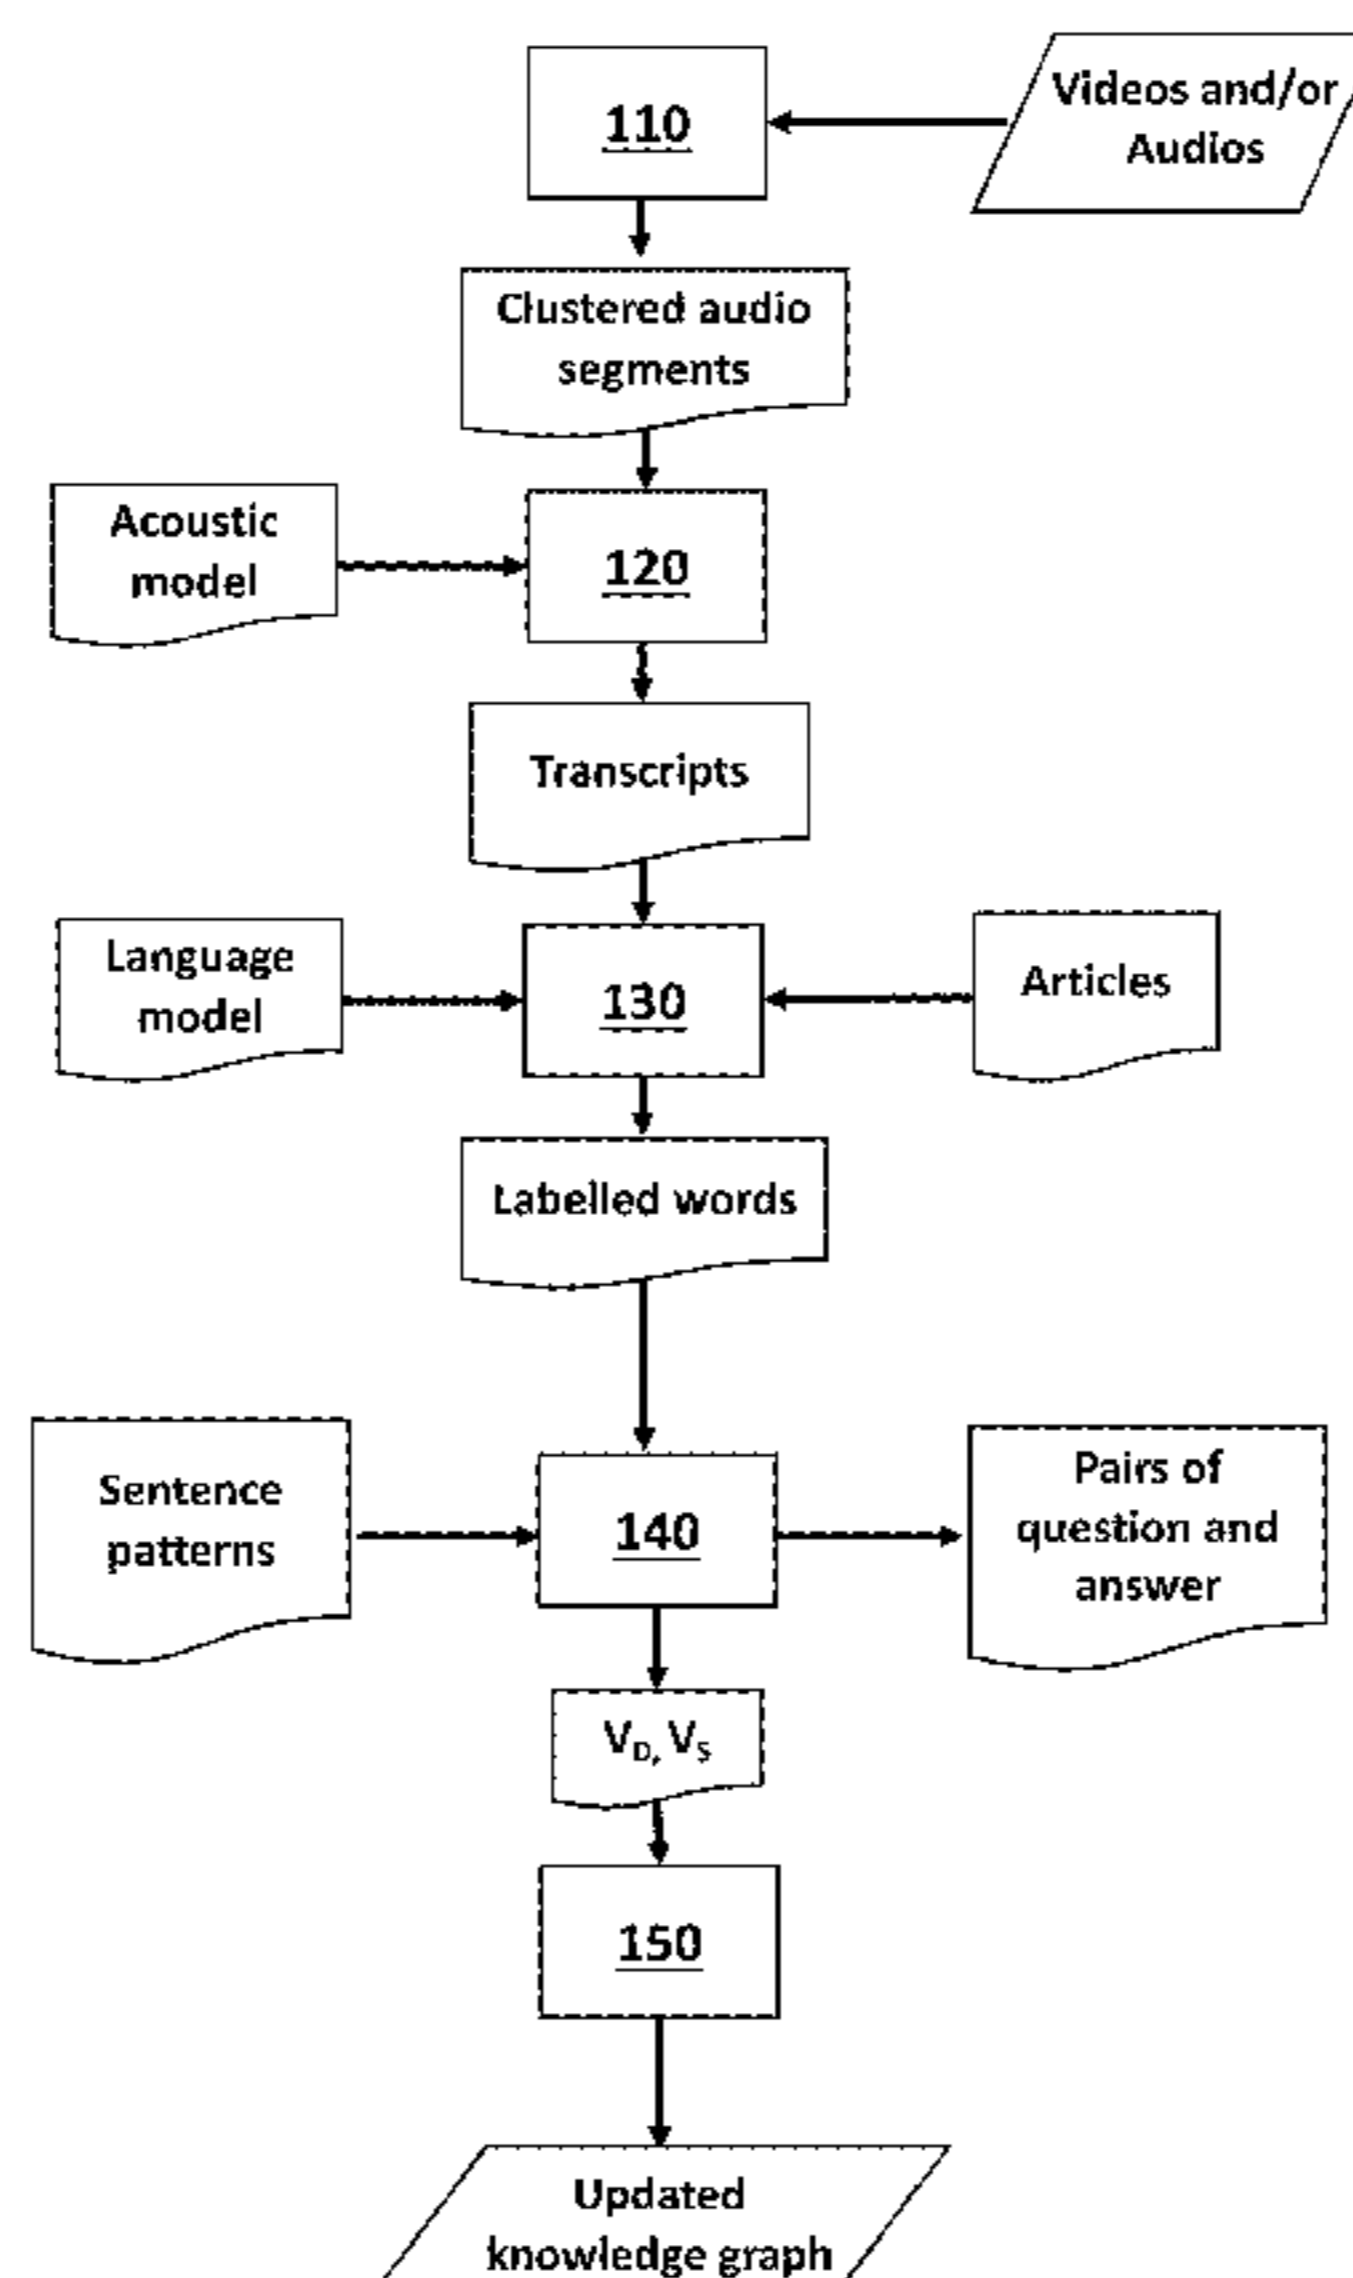 110
Videos and/or
Audios
Clustered audio
segments
Acoustic
model
120
Transcripts
Language
model
130
Articles
Labelled words
Sentence
patterns
140
Pairs of
question and
answer
V_D, V_S
150
Updated
knowledge graph